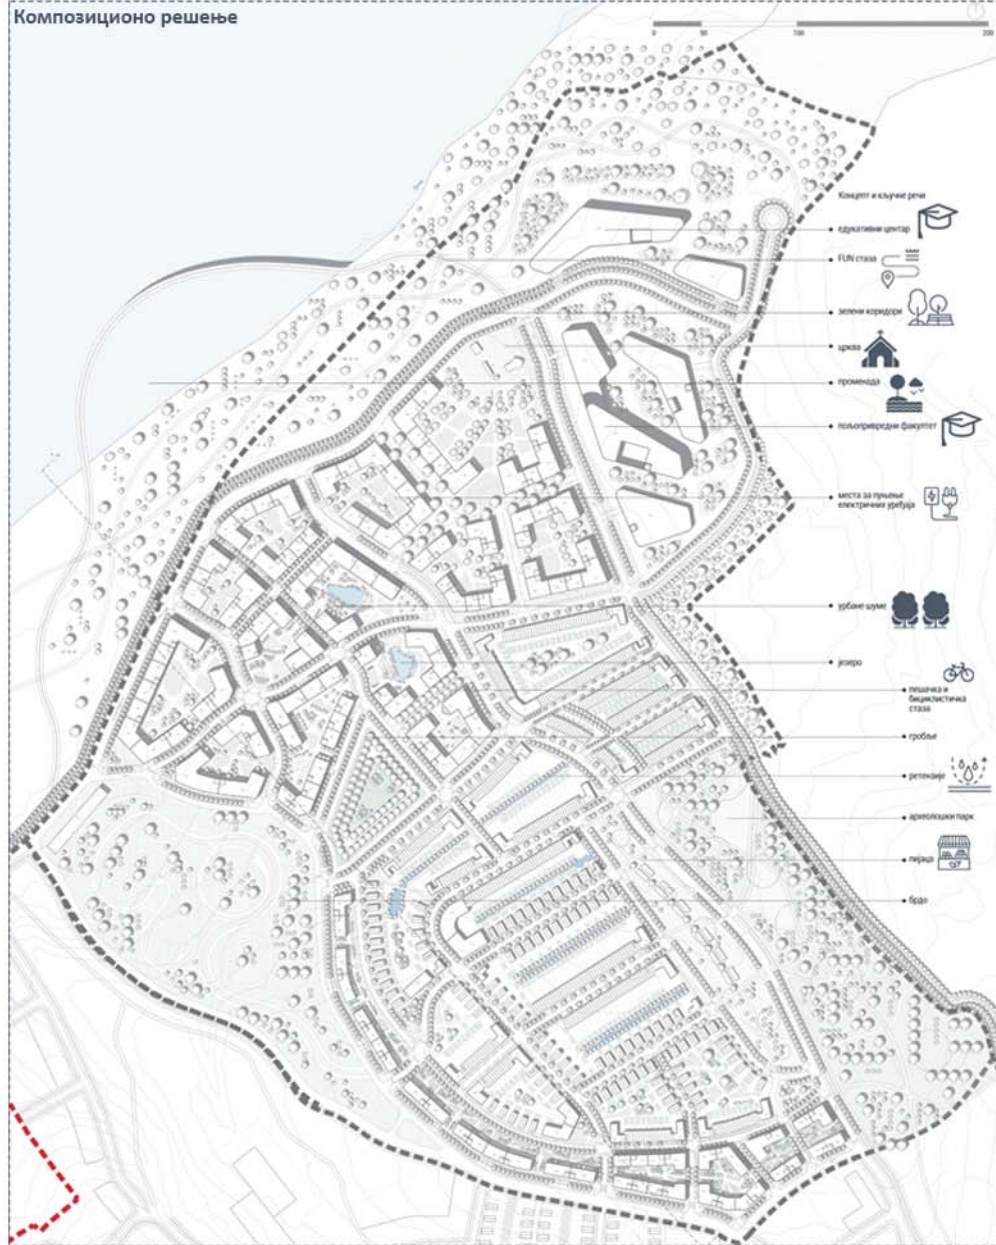 Композиционо решење
0 50 100 200
Концепт и кључне речи
едукативни центар
FUN стаза
зелени коридори
црква
променада
пољопривредни факултет
места за пуњење
електричних уређаја
урбане шуме
језеро
пешачка и
бициклистичка
стаза
гробље
ретензије
археолошки парк
пијаца
брдо